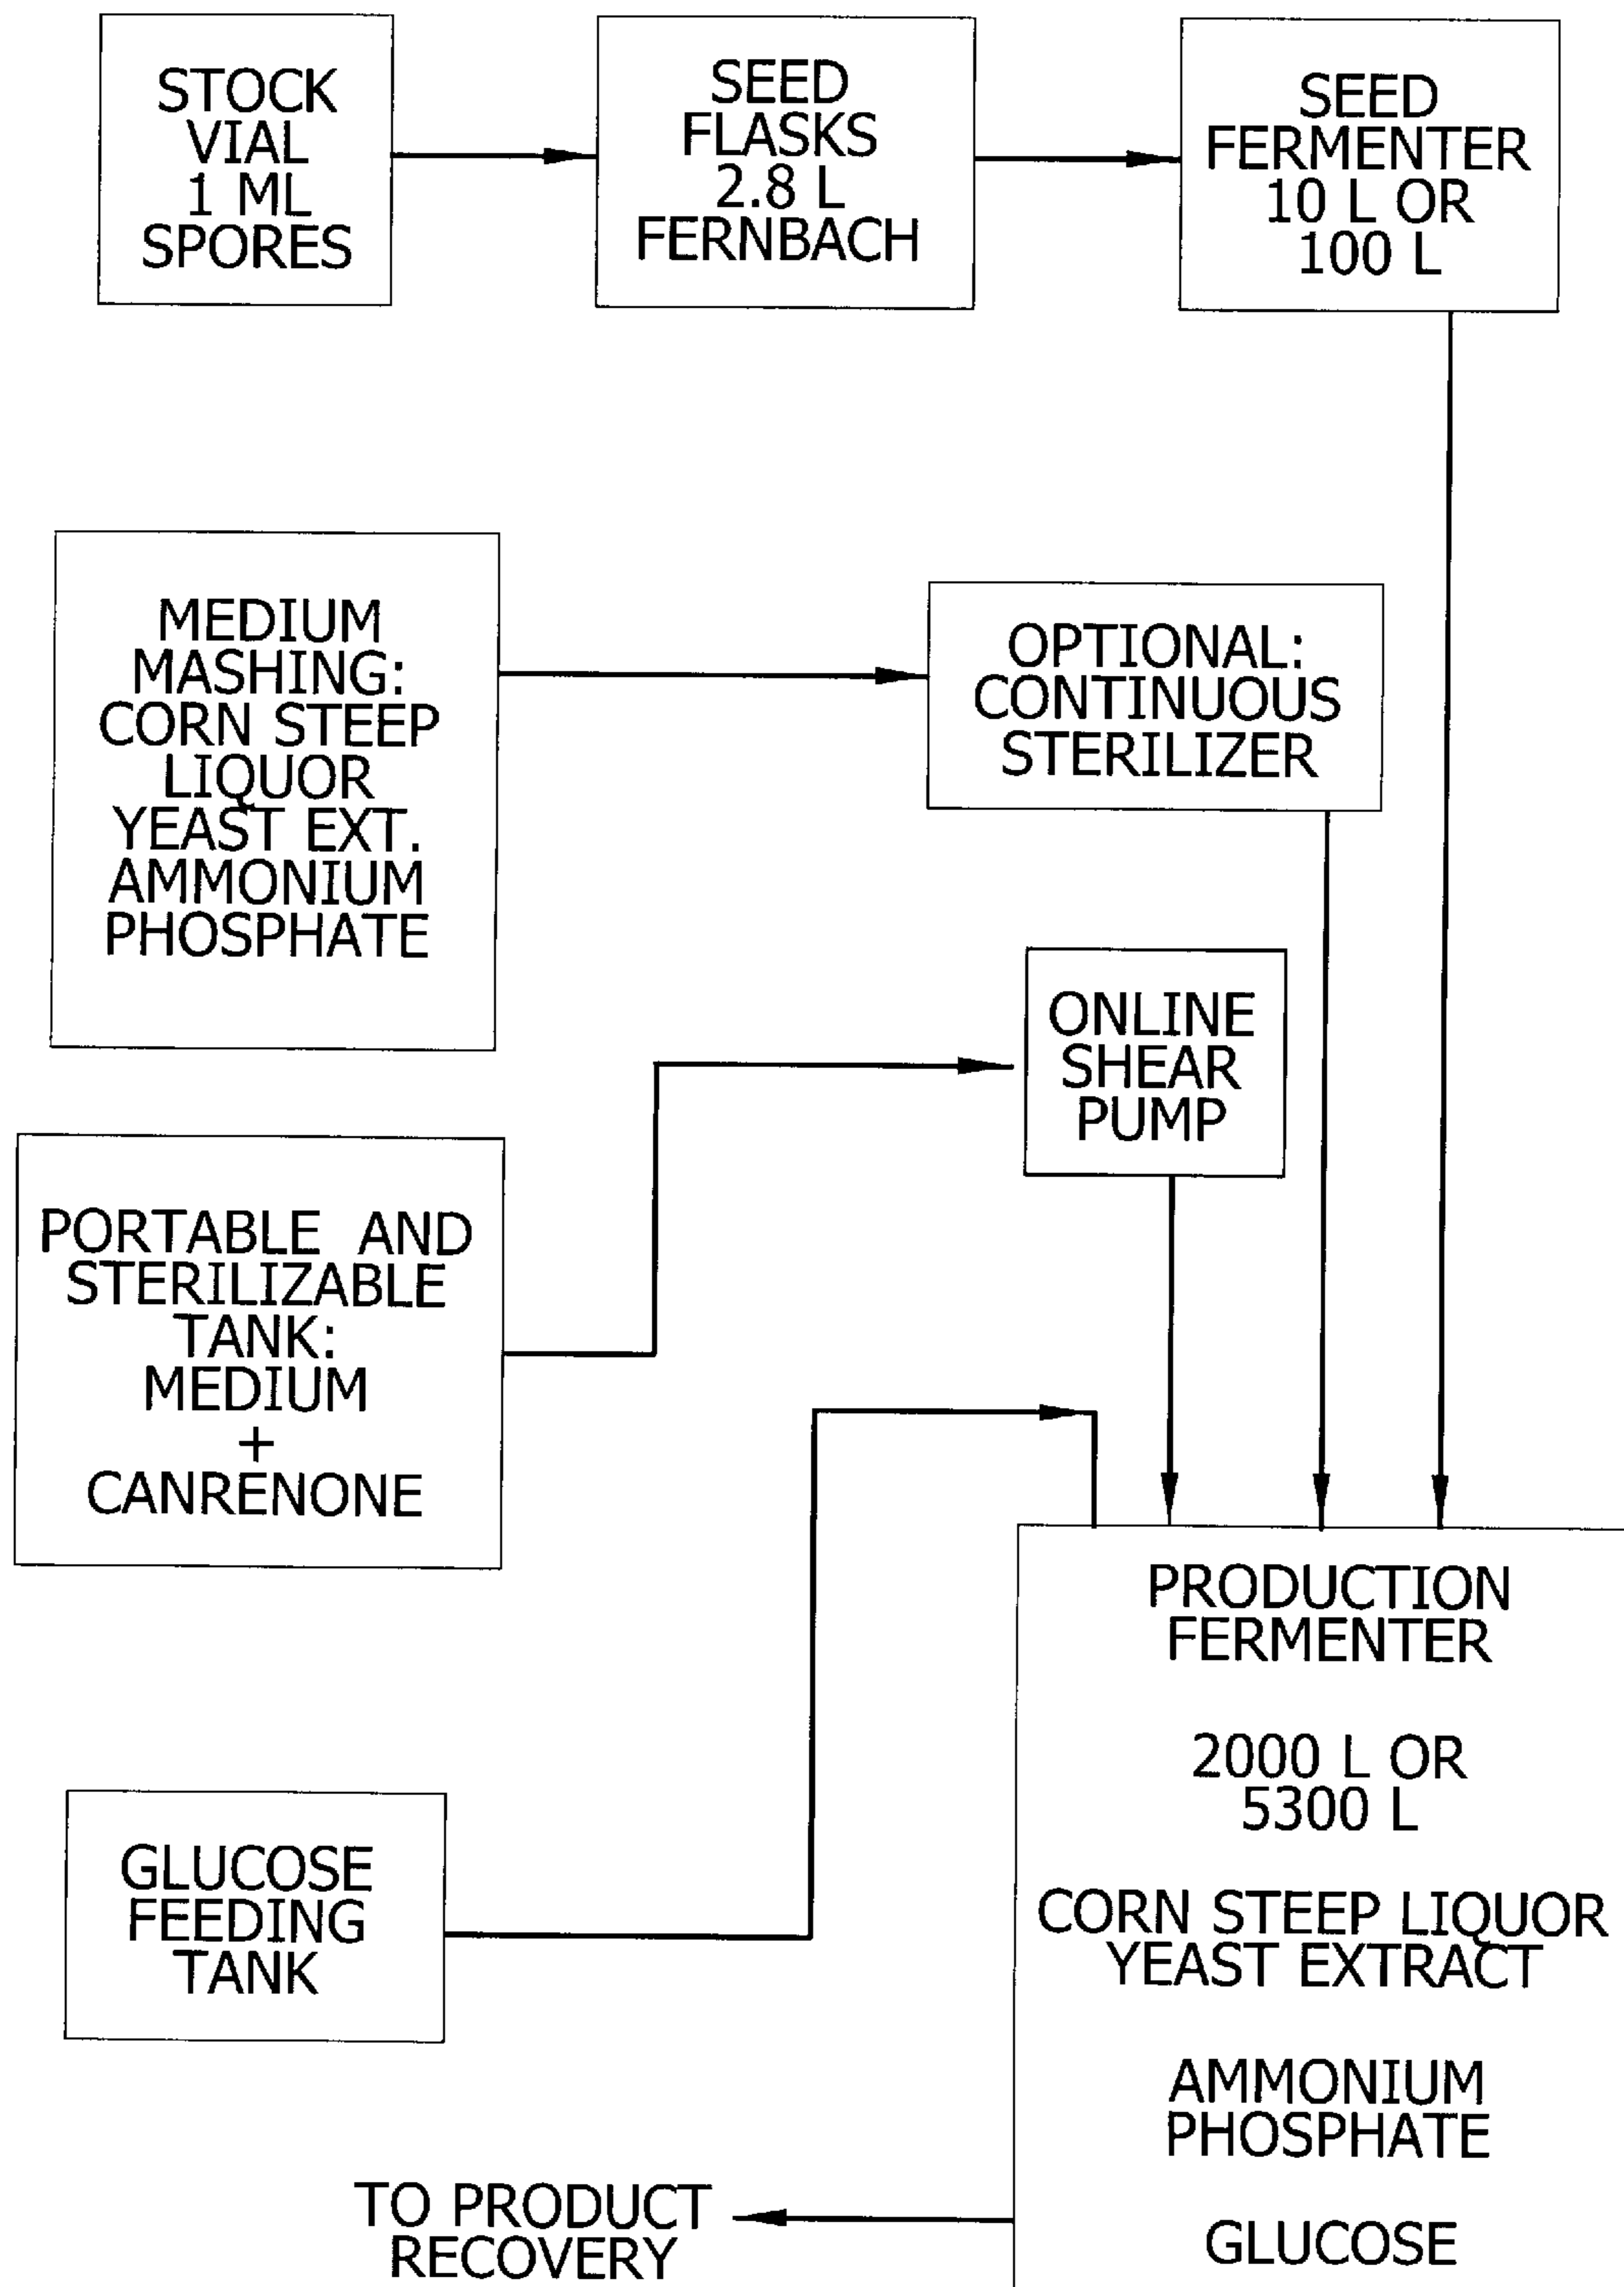 STOCK
VIAL
1 ML
SPORES
SEED
FLASKS
2.8 L
FERNBACH
SEED
FERMENTER
10 L OR
100 L
MEDIUM
MASHING:
CORN STEEP
LIQUOR
YEAST EXT.
AMMONIUM
PHOSPHATE
OPTIONAL:
CONTINUOUS
STERILIZER
ONLINE
SHEAR
PUMP
PORTABLE AND
STERILIZABLE
TANK:
MEDIUM
+
CANRENONE
GLUCOSE
FEEDING
TANK
PRODUCTION
FERMENTER
2000 L OR
5300 L
CORN STEEP LIQUOR
YEAST EXTRACT
AMMONIUM
PHOSPHATE
GLUCOSE
TO PRODUCT
RECOVERY